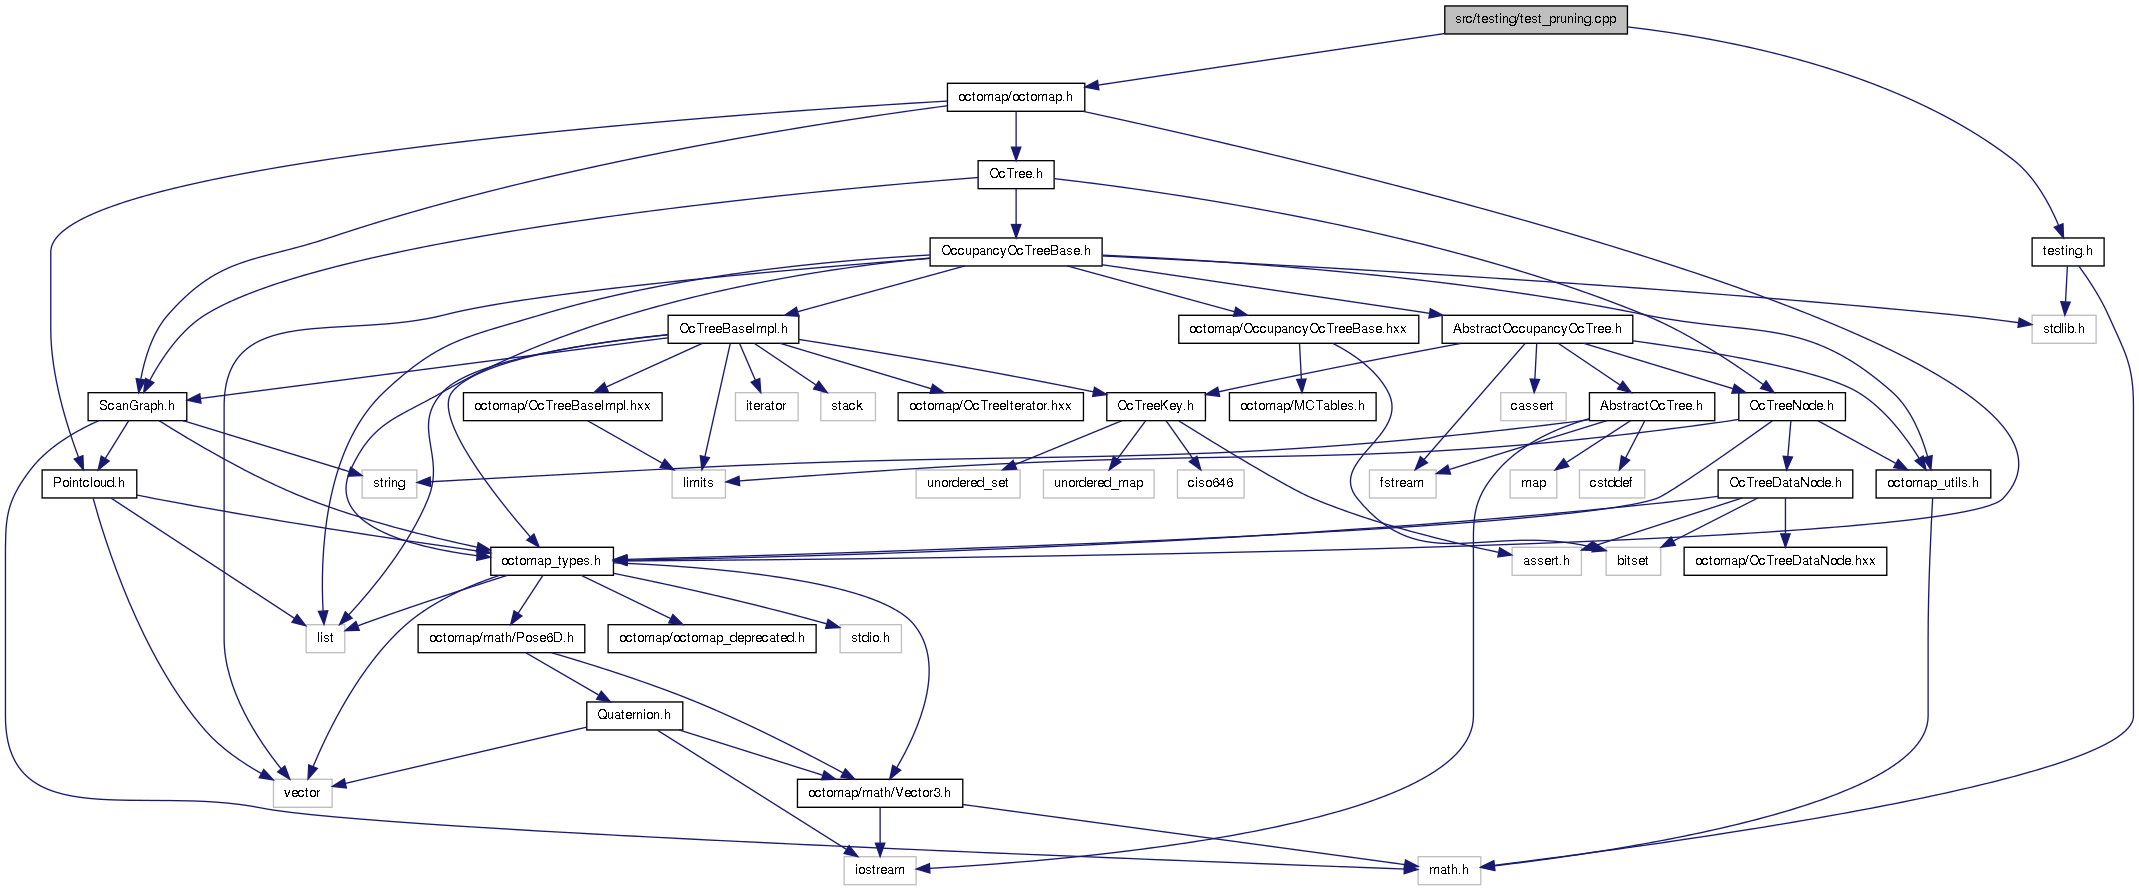 src/testing/test_pruning.cpp
octomap/octomap.h
OcTree.h
OccupancyOcTreeBase.h
testing.h
OcTreeBaseImpl.h
octomap/OccupancyOcTreeBase.hxx
AbstractOccupancyOcTree.h
stdlib.h
ScanGraph.h
octomap/OcTreeBaseImpl.hxx
iterator
stack
octomap/OcTreeIterator.hxx
OcTreeKey.h
octomap/MCTables.h
cassert
AbstractOcTree.h
OcTreeNode.h
Pointcloud.h
string
limits
unordered_set
unordered_map
ciso646
fstream
map
cstddef
OcTreeDataNode.h
octomap_utils.h
octomap_types.h
assert.h
bitset
octomap/OcTreeDataNode.hxx
list
octomap/math/Pose6D.h
octomap/octomap_deprecated.h
stdio.h
Quaternion.h
vector
octomap/math/Vector3.h
iostream
math.h